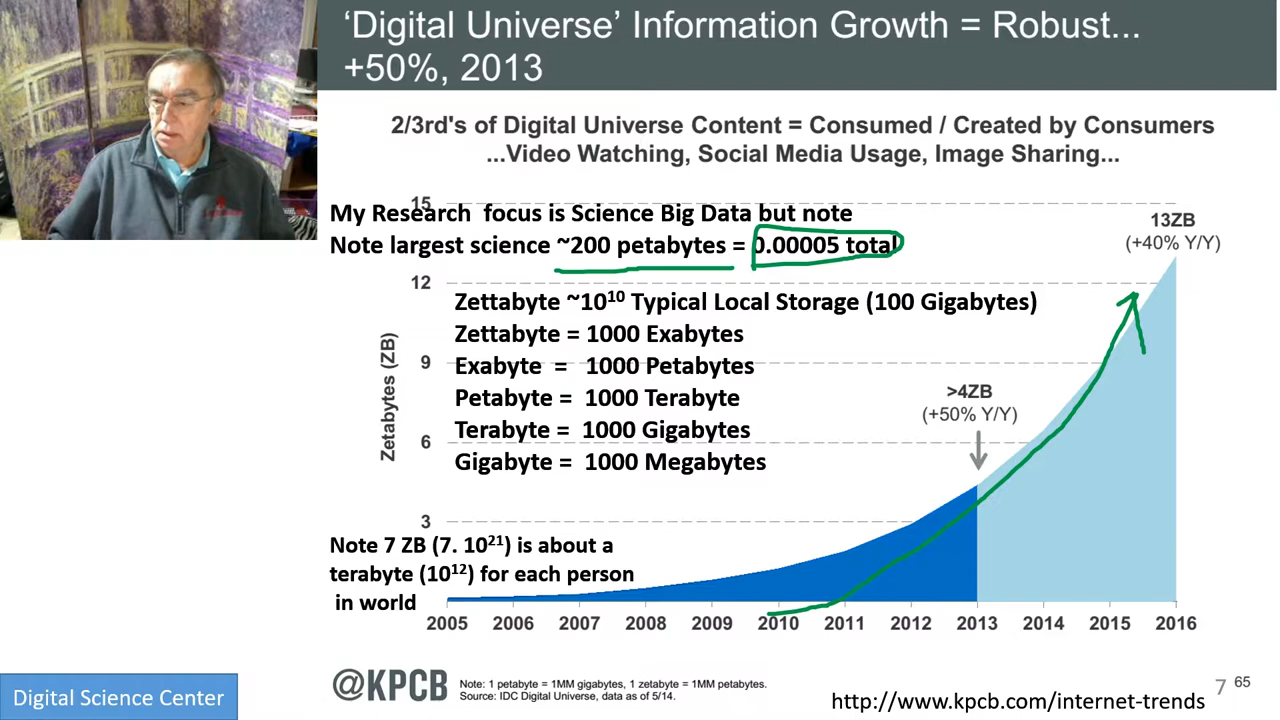 ‘Digital Universe’ Information Growth = Robust...
+50%, 2013
2/3rd's of Digital Universe Content = Consumed / Created by Consumers
...Video Watching, Social Media Usage, Image Sharing...
15
My Research focus is Science Big Data but note
Note largest science ~200 petabytes = 0.00005 total
13ZB
(+40% Y/Y)
12
Zettabyte ~10¹⁰ Typical Local Storage (100 Gigabytes)
Zettabyte = 1000 Exabytes
Exabyte = 1000 Petabytes
Petabyte = 1000 Terabyte
Terabyte = 1000 Gigabytes
Gigabyte = 1000 Megabytes
Zetabytes (ZB)
9
>4ZB
(+50% Y/Y)
6
3
Note 7 ZB (7. 10²¹) is about a
terabyte (10¹²) for each person
in world
2005 2006 2007 2008 2009 2010 2011 2012 2013 2014 2015 2016
@KPCB
Note: 1 petabyte = 1MM gigabytes, 1 zetabyte = 1MM petabytes.
Source: IDC Digital Universe, data as of 5/14.
7 65
Digital Science Center
http://www.kpcb.com/internet-trends